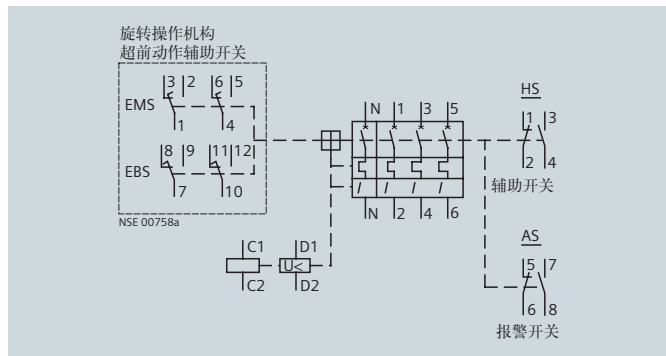 旋转操作机构
超前动作辅助开关
3 2 6 5
EMS
1 4
8 9 11 12
EBS
7 10
NSE 00758a
N 1 3 5
N 2 4 6
HS
1 3
2 4
辅助开关
C1 D1
U<
C2 D2
AS
5 7
6 8
报警开关